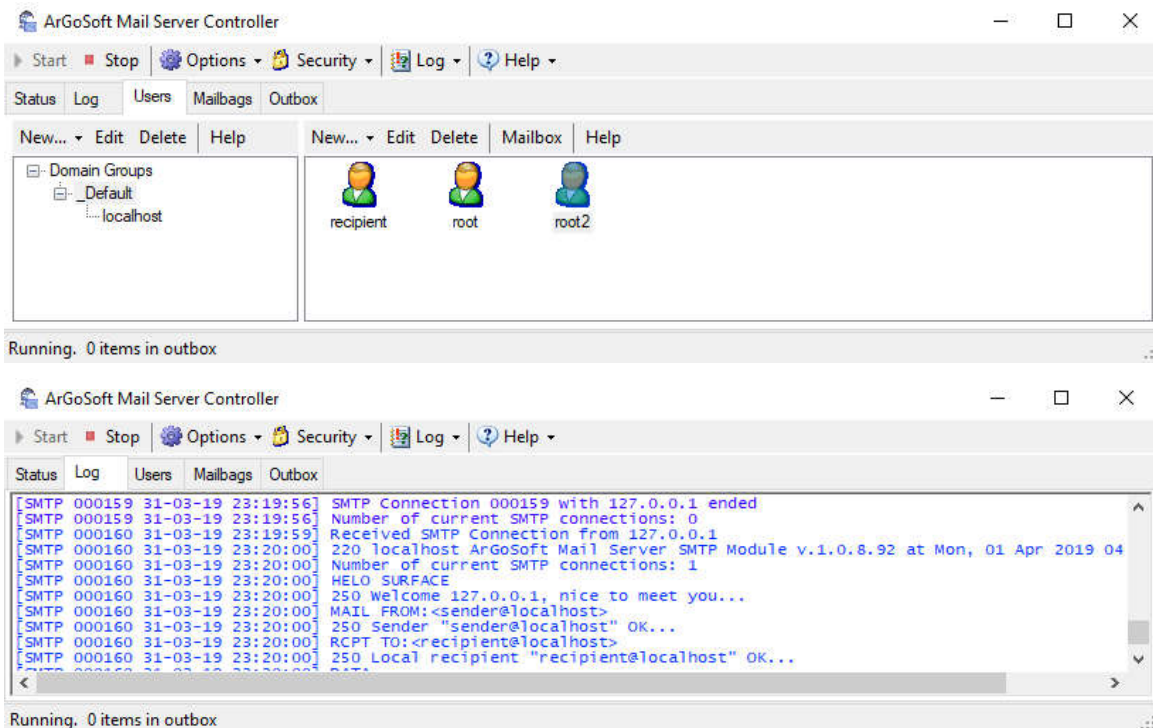 ArGoSoft Mail Server Controller
Start Stop Options Security Log Help
Status Log Users Mailbags Outbox
New... Edit Delete Help New... Edit Delete Mailbox Help
Domain Groups
_Default
localhost
recipient root root2
Running. 0 items in outbox
ArGoSoft Mail Server Controller
Start Stop Options Security Log Help
Status Log Users Mailbags Outbox
[SMTP 000159 31-03-19 23:19:56] SMTP Connection 000159 with 127.0.0.1 ended
[SMTP 000159 31-03-19 23:19:56] Number of current SMTP connections: 0
[SMTP 000160 31-03-19 23:19:59] Received SMTP Connection from 127.0.0.1
[SMTP 000160 31-03-19 23:20:00] 220 localhost ArGoSoft Mail Server SMTP Module v.1.0.8.92 at Mon, 01 Apr 2019 04
[SMTP 000160 31-03-19 23:20:00] Number of current SMTP connections: 1
[SMTP 000160 31-03-19 23:20:00] HELO SURFACE
[SMTP 000160 31-03-19 23:20:00] 250 Welcome 127.0.0.1, nice to meet you...
[SMTP 000160 31-03-19 23:20:00] MAIL FROM:<sender@localhost>
[SMTP 000160 31-03-19 23:20:00] 250 Sender "sender@localhost" OK...
[SMTP 000160 31-03-19 23:20:00] RCPT TO:<recipient@localhost>
[SMTP 000160 31-03-19 23:20:00] 250 Local recipient "recipient@localhost" OK...
Running. 0 items in outbox